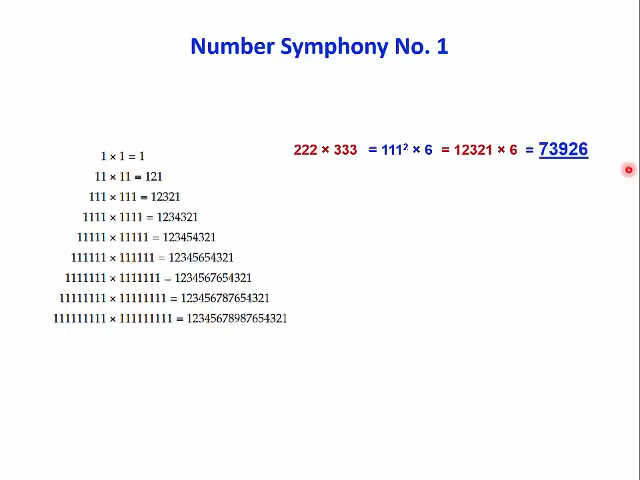 Number Symphony No. 1
222 × 333 = 111² × 6 = 12321 × 6 = 73926
1 × 1 = 1
11 × 11 = 121
111 × 111 = 12321
1111 × 1111 = 1234321
11111 × 11111 = 123454321
111111 × 111111 = 12345654321
1111111 × 1111111 = 1234567654321
11111111 × 11111111 = 123456787654321
111111111 × 111111111 = 12345678987654321